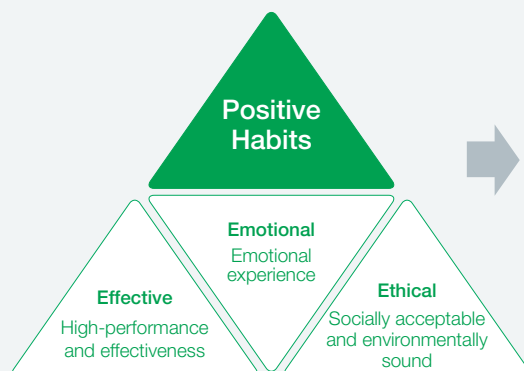 Positive
Habits
Emotional
Emotional
experience
Effective
High-performance
and effectiveness
Ethical
Socially acceptable
and environmentally
sound